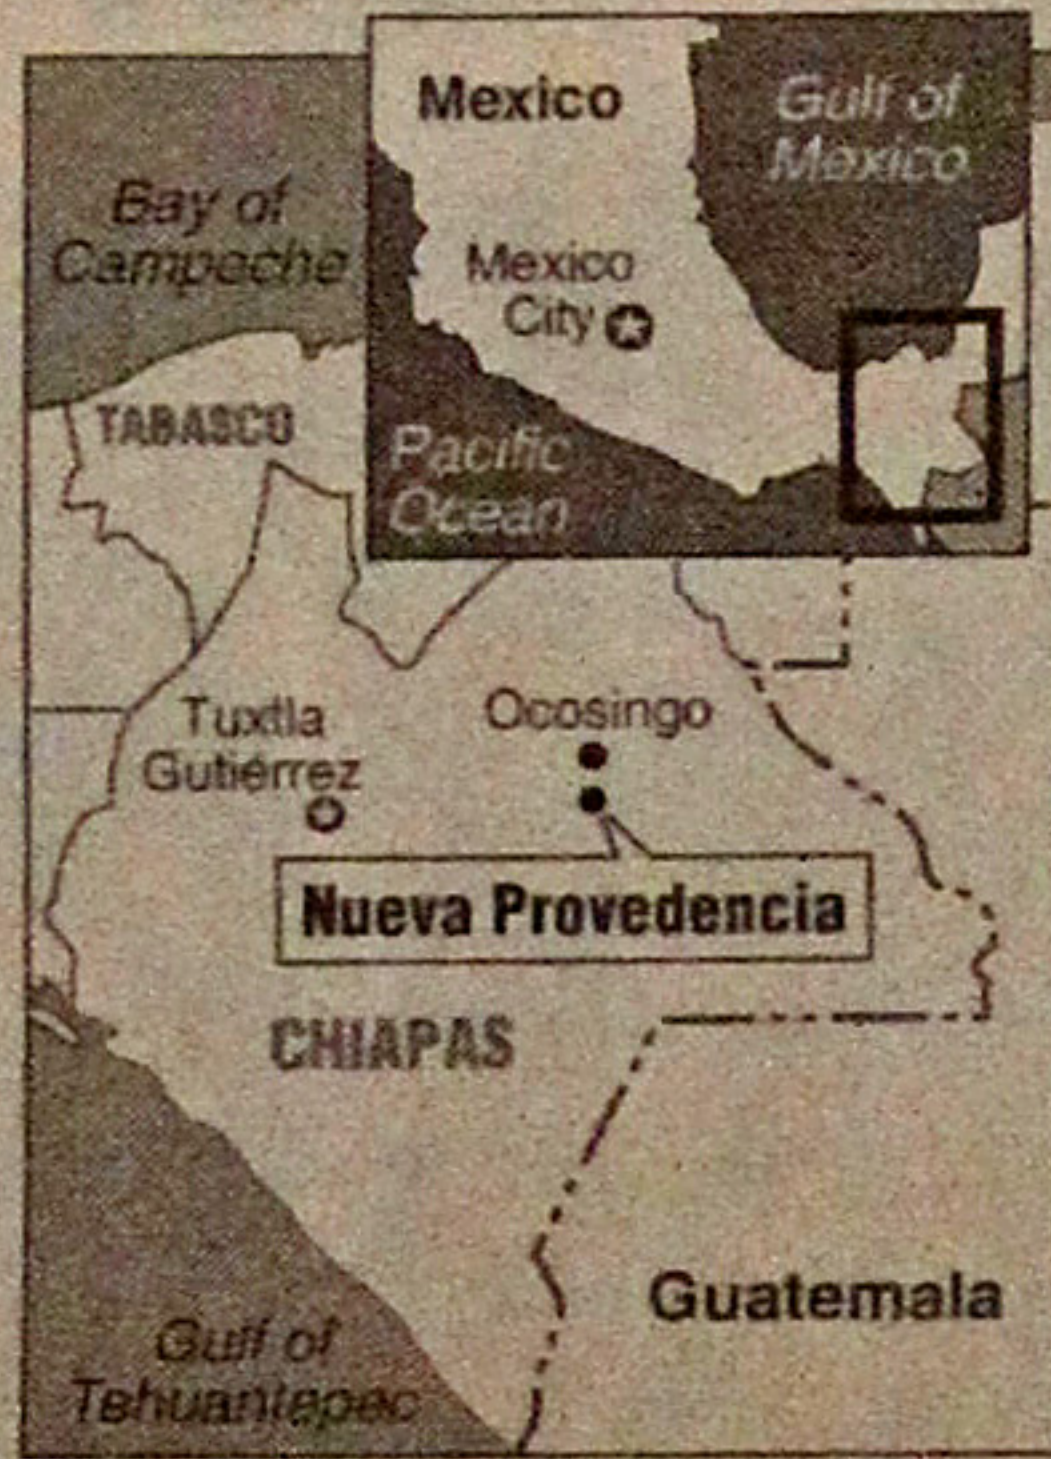 Mexico
Gulf of
Mexico
Bay of
Campeche
Mexico
City
TABASCO
Pacific
Ocean
Tuxtla
Gutiérrez
Ocosingo
Nueva Provedencia
CHIAPAS
Guatemala
Gulf of
Tehuantepec